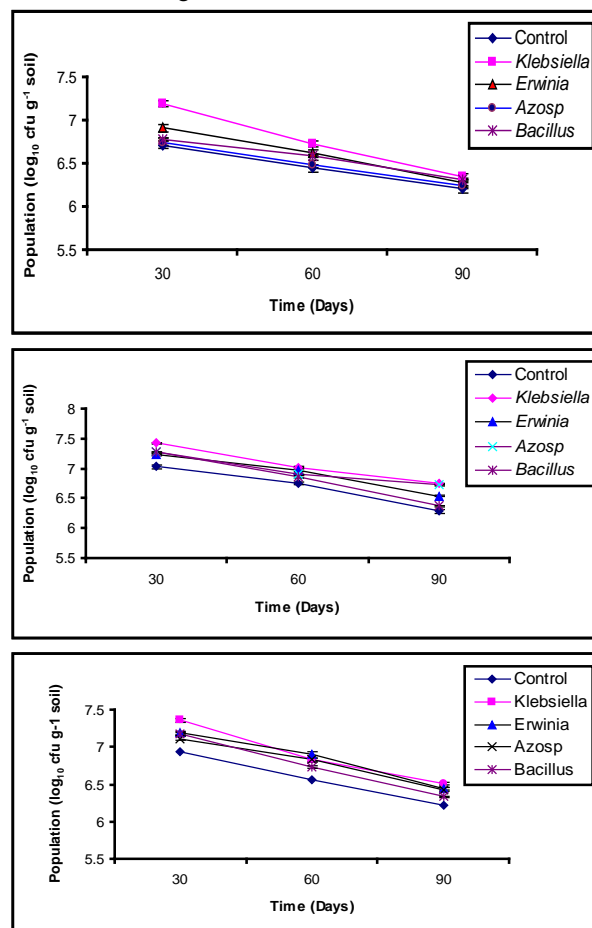 Control
Klebsiella
Erwinia
Azosp
Bacillus
Population (log₁₀ cfu g⁻¹ soil)
7.5
7
6.5
6
5.5
30 60 90
Time (Days)
Control
Klebsiella
Erwinia
Azosp
Bacillus
Population (log₁₀ cfu g⁻¹ soil)
8
7.5
7
6.5
6
5.5
30 60 90
Time (Days)
Control
Klebsiella
Erwinia
Azosp
Bacillus
Population (log₁₀ cfu g-1 soil)
7.5
7
6.5
6
5.5
30 60 90
Time (Days)